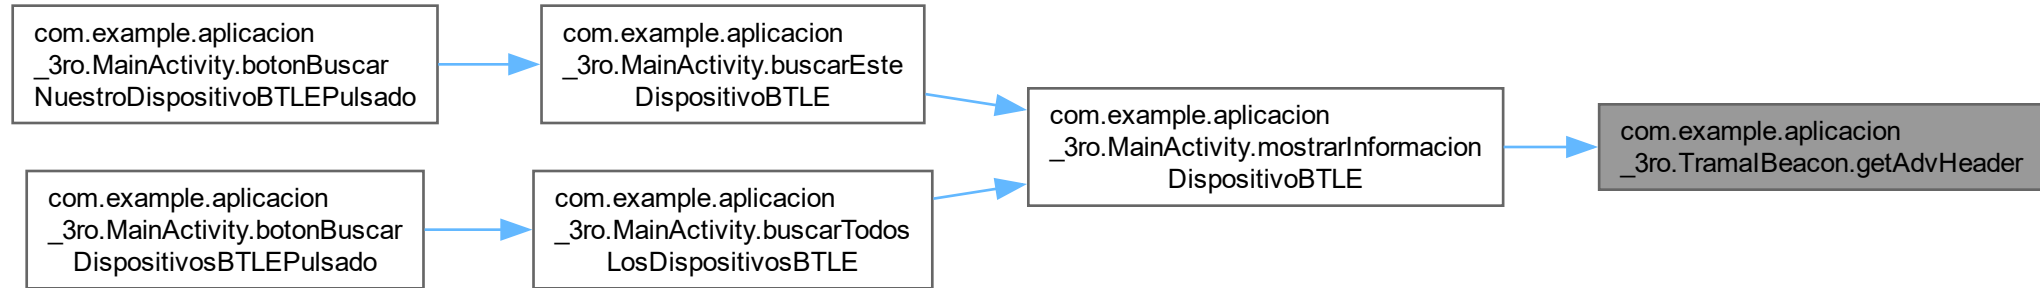 com.example.aplicacion
_3ro.MainActivity.botonBuscar
NuestroDispositivoBTLEPulsado
com.example.aplicacion
_3ro.MainActivity.buscarEste
DispositivoBTLE
com.example.aplicacion
_3ro.MainActivity.botonBuscar
DispositivosBTLEPulsado
com.example.aplicacion
_3ro.MainActivity.buscarTodos
LosDispositivosBTLE
com.example.aplicacion
_3ro.MainActivity.mostrarInformacion
DispositivoBTLE
com.example.aplicacion
_3ro.TramaIBeacon.getAdvHeader